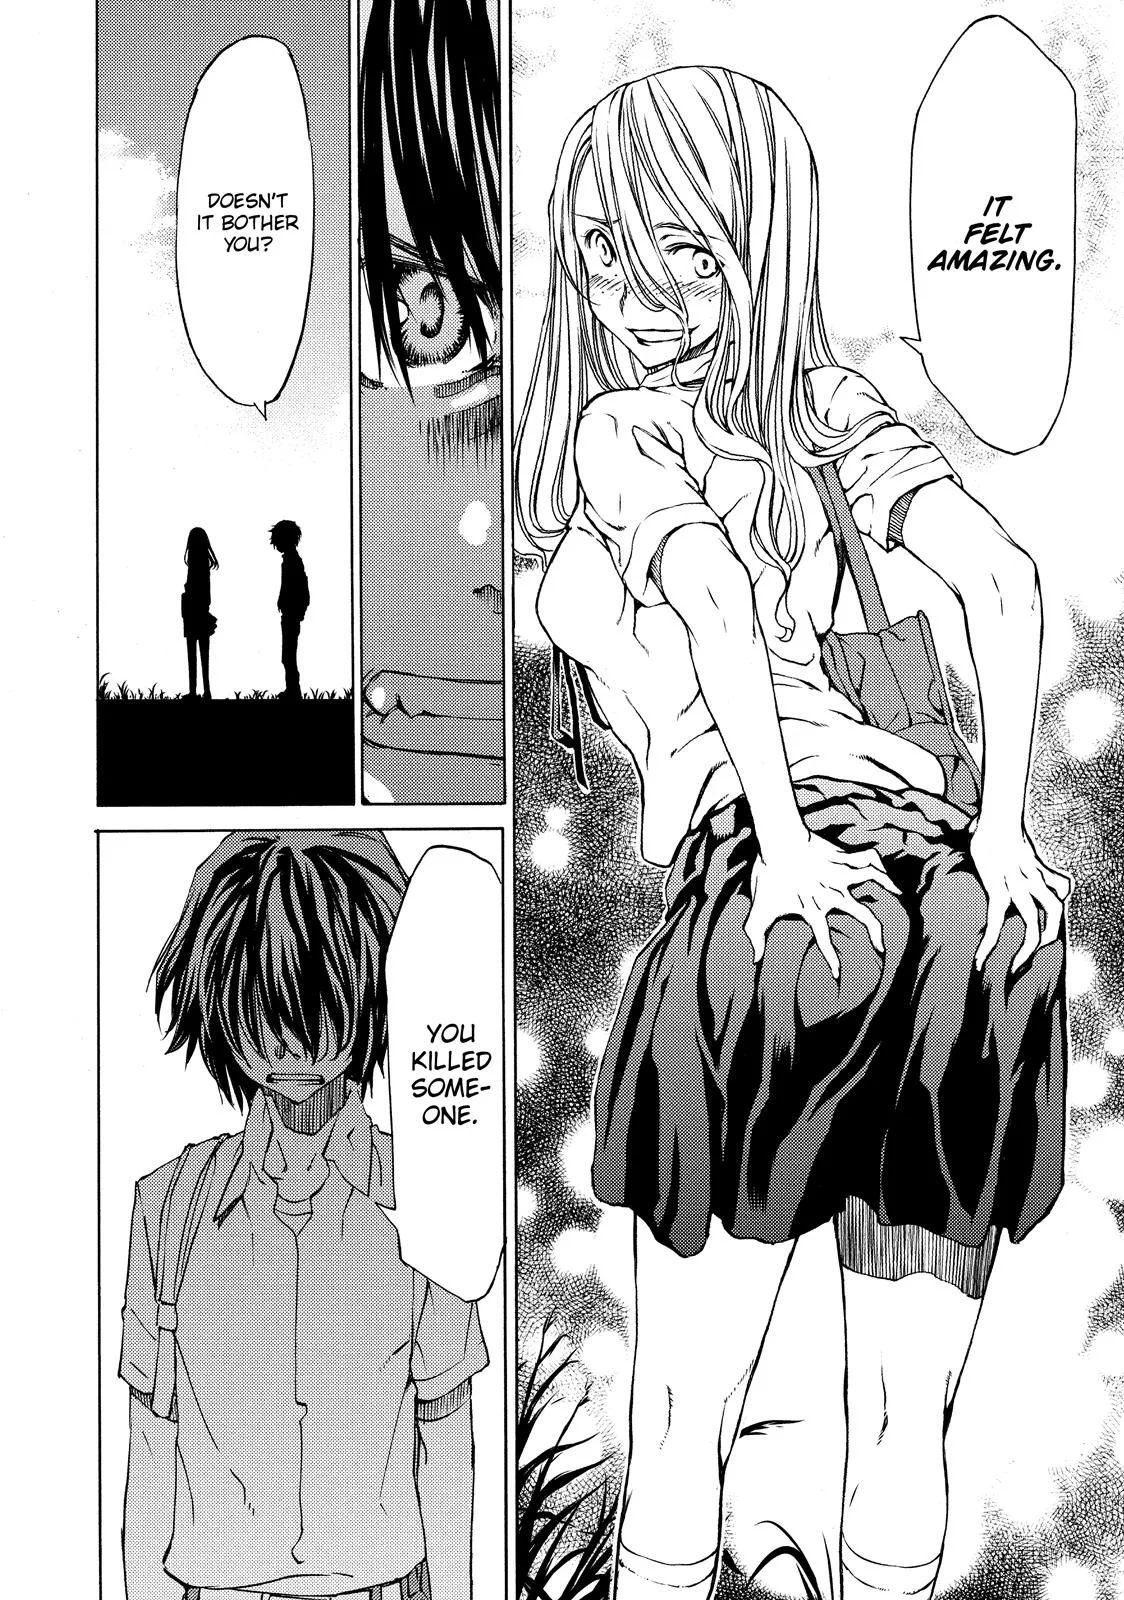 IT
FELT
AMAZING.
DOESN'T
IT BOTHER
YOU?
YOU
KILLED
SOME-
ONE.